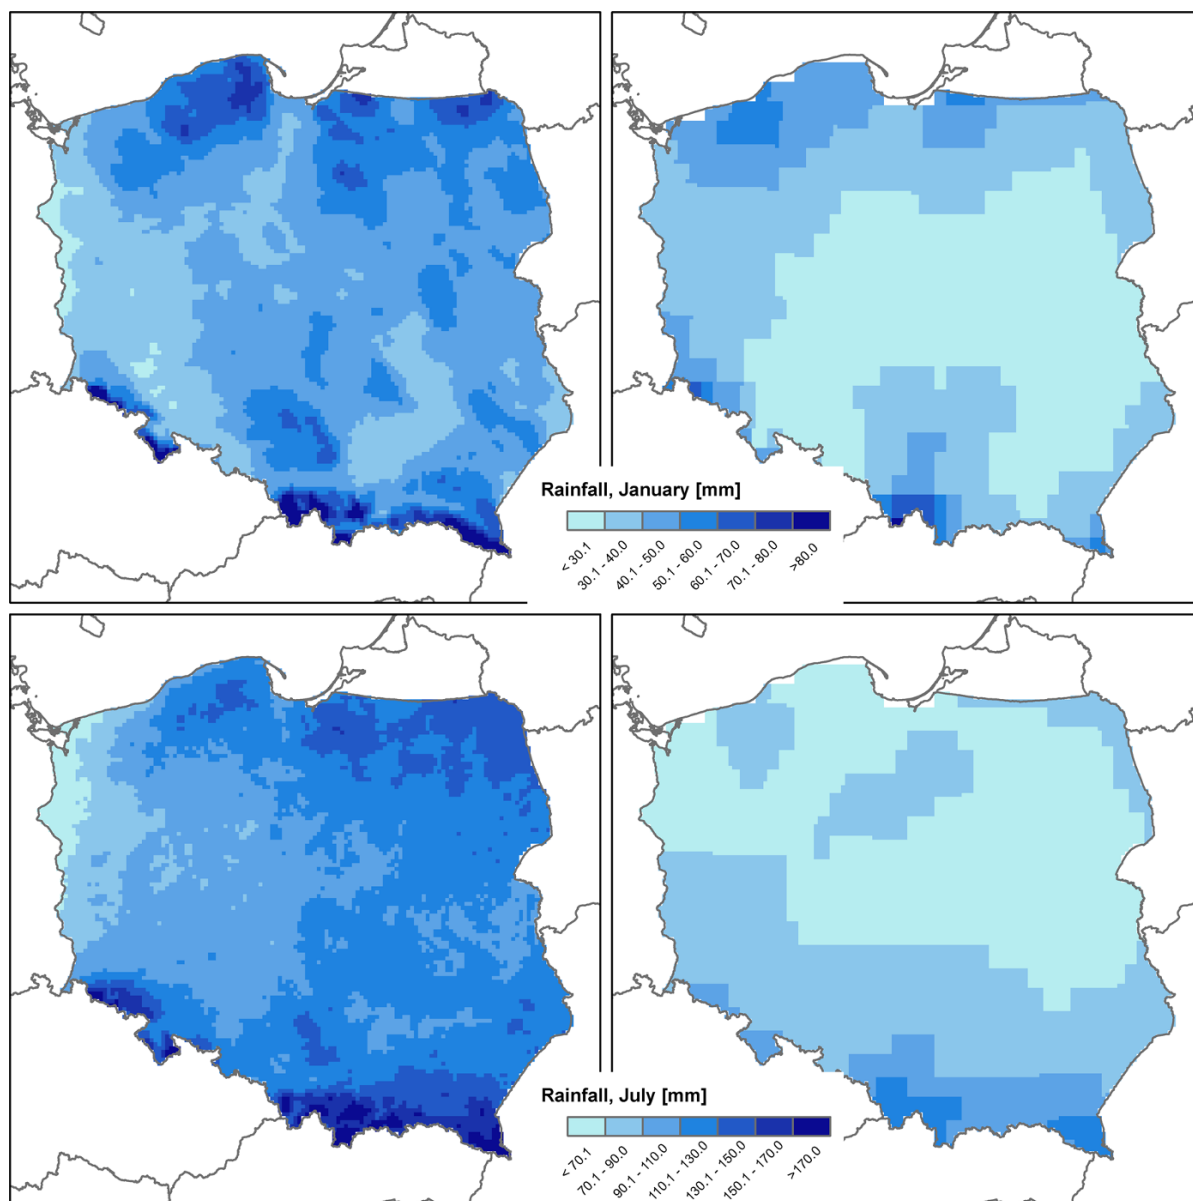 Rainfall, January [mm]
< 30.1
30.1 - 40.0
40.1 - 50.0
50.1 - 60.0
60.1 - 70.0
70.1 - 80.0
>80.0
Rainfall, July [mm]
< 70.1
70.1 - 90.0
90.1 - 110.0
110.1 - 130.0
130.1 - 150.0
150.1 - 170.0
>170.0